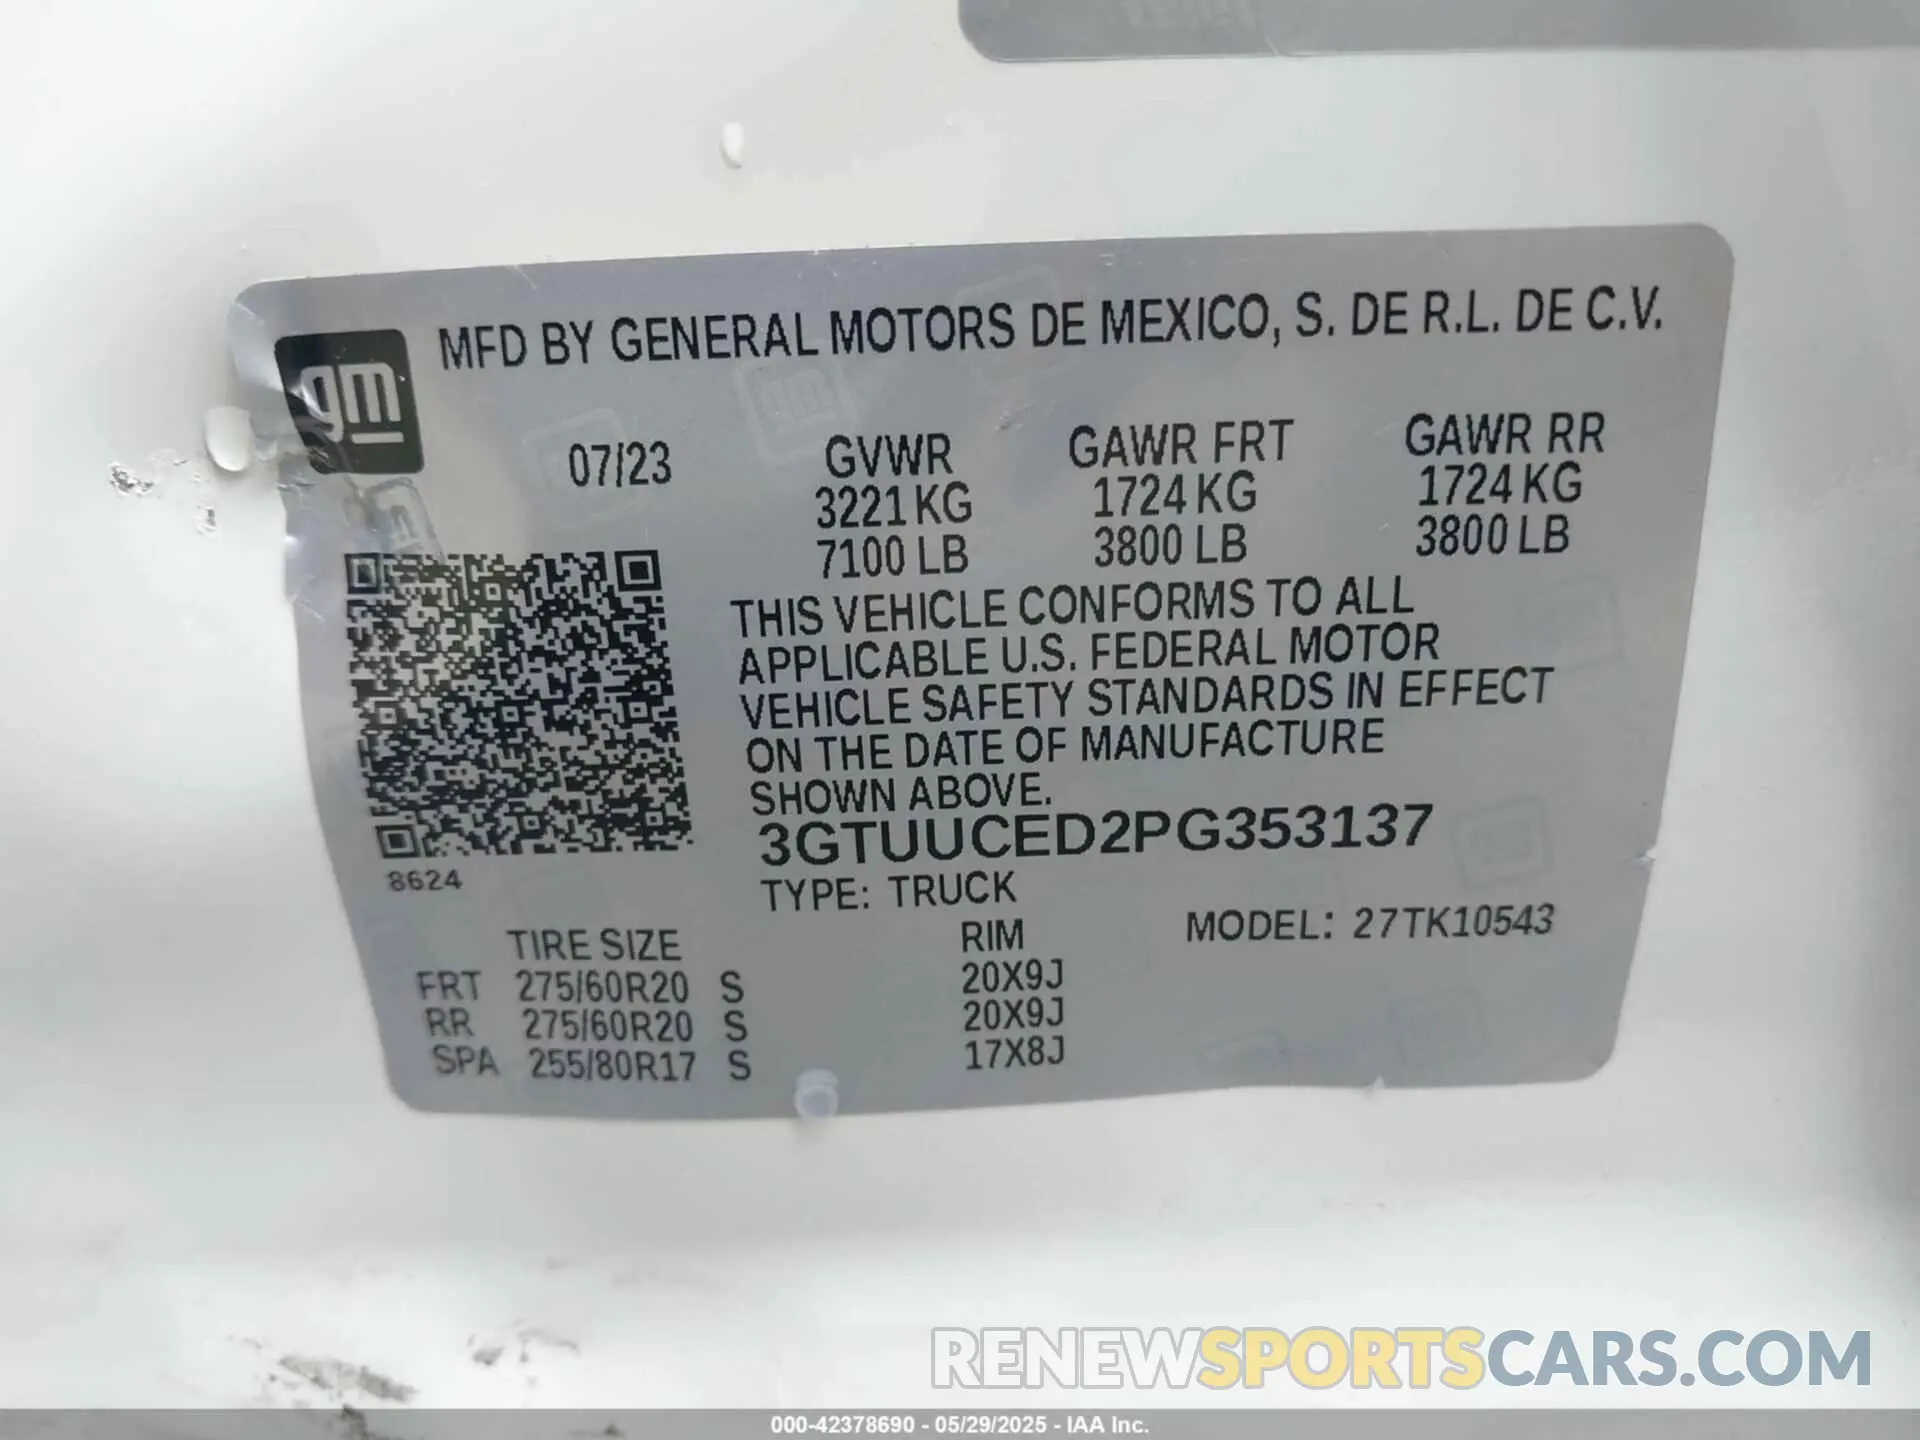 gm
MFD BY GENERAL MOTORS DE MEXICO, S. DE R.L. DE C.V.
07/23 GVWR GAWR FRT GAWR RR
3221 KG 1724 KG 1724 KG
7100 LB 3800 LB 3800 LB
THIS VEHICLE CONFORMS TO ALL
APPLICABLE U.S. FEDERAL MOTOR
VEHICLE SAFETY STANDARDS IN EFFECT
ON THE DATE OF MANUFACTURE
SHOWN ABOVE.
3GTUUCED2PG353137
8624
TYPE: TRUCK
TIRE SIZE RIM MODEL: 27TK10543
FRT 275/60R20 S 20X9J
RR 275/60R20 S 20X9J
SPA 255/80R17 S 17X8J
RENEWSPORTSCARS.COM
000-42378690 - 05/29/2025 - IAA Inc.